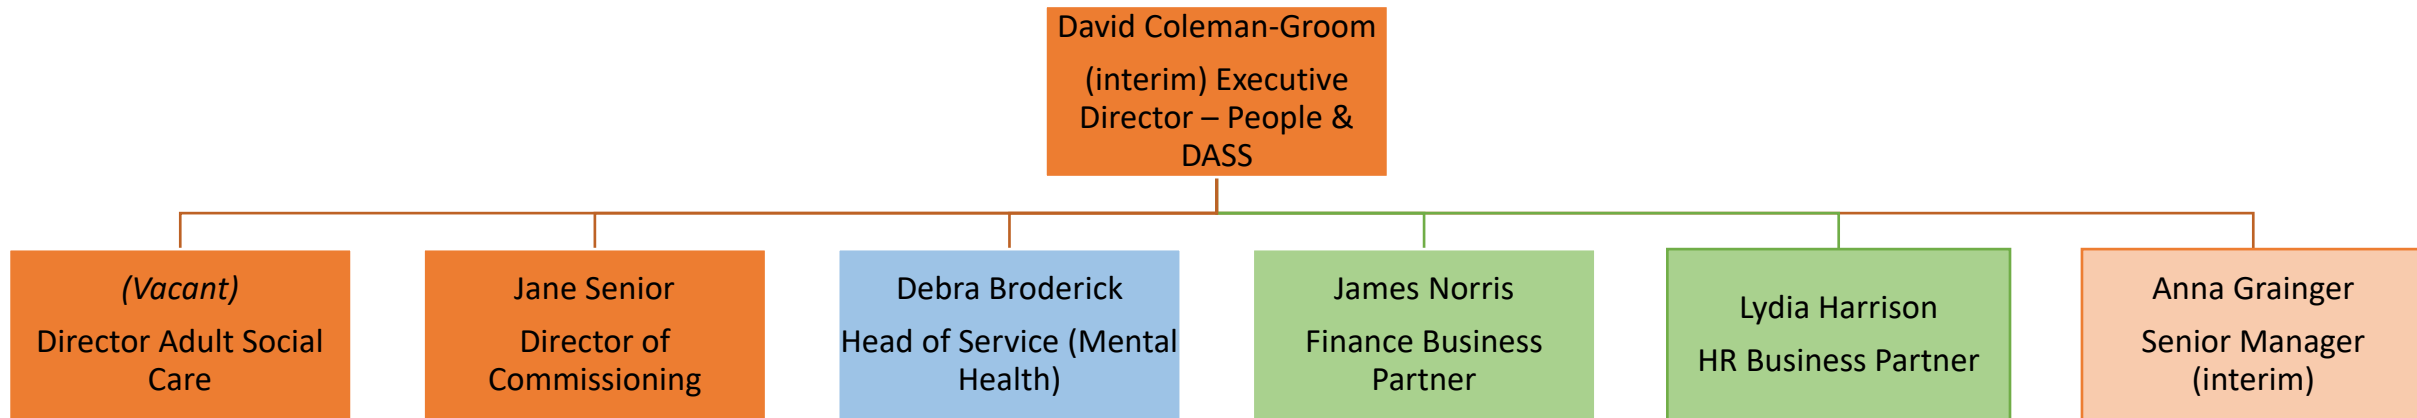 David Coleman-Groom
(interim) Executive
Director – People &
DASS
(Vacant)
Director Adult Social
Care
Jane Senior
Director of
Commissioning
Debra Broderick
Head of Service (Mental
Health)
James Norris
Finance Business
Partner
Lydia Harrison
HR Business Partner
Anna Grainger
Senior Manager
(interim)